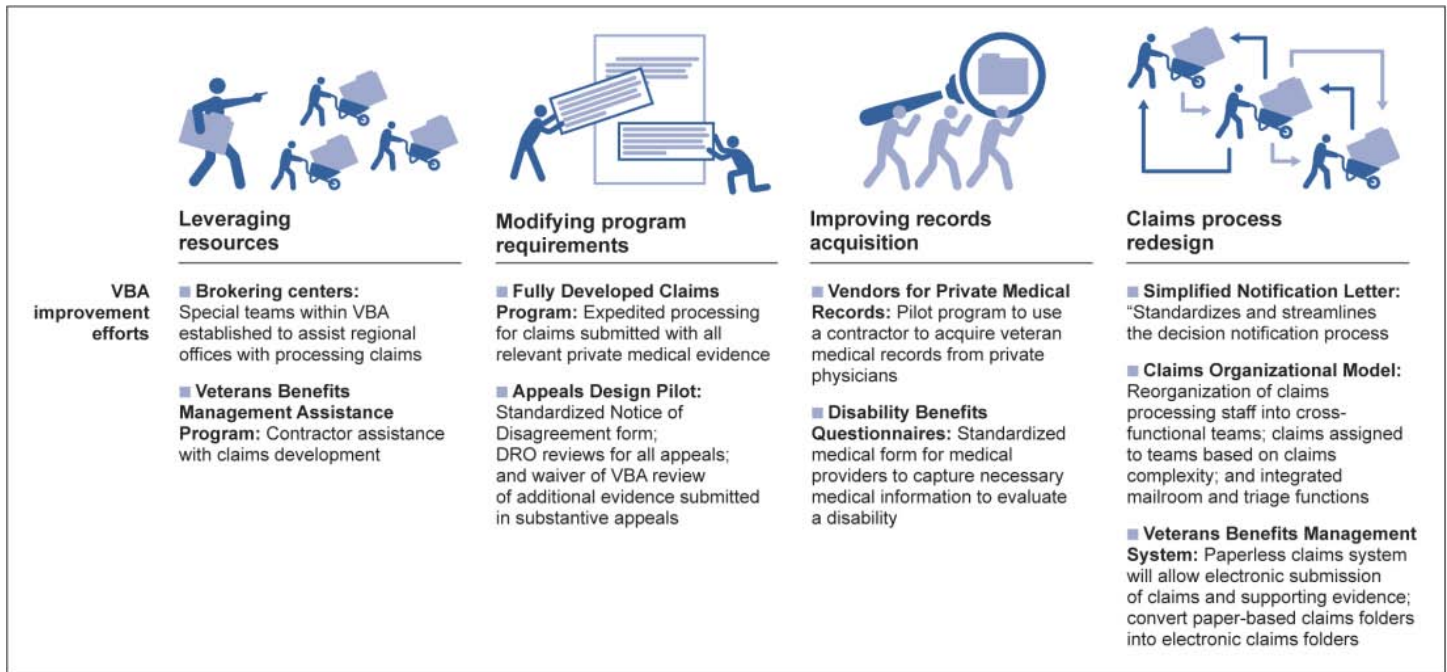 Leveraging
resources
Modifying program
requirements
Improving records
acquisition
Claims process
redesign
VBA
improvement
efforts
■ Brokering centers:
Special teams within VBA
established to assist regional
offices with processing claims
■ Veterans Benefits
Management Assistance
Program: Contractor assistance
with claims development
■ Fully Developed Claims
Program: Expedited processing
for claims submitted with all
relevant private medical evidence
■ Appeals Design Pilot:
Standardized Notice of
Disagreement form;
DRO reviews for all appeals;
and waiver of VBA review
of additional evidence submitted
in substantive appeals
■ Vendors for Private Medical
Records: Pilot program to use
a contractor to acquire veteran
medical records from private
physicians
■ Disability Benefits
Questionnaires: Standardized
medical form for medical
providers to capture necessary
medical information to evaluate
a disability
■ Simplified Notification Letter:
“Standardizes and streamlines
the decision notification process
■ Claims Organizational Model:
Reorganization of claims
processing staff into cross-
functional teams; claims assigned
to teams based on claims
complexity; and integrated
mailroom and triage functions
■ Veterans Benefits Management
System: Paperless claims system
will allow electronic submission
of claims and supporting evidence;
convert paper-based claims folders
into electronic claims folders